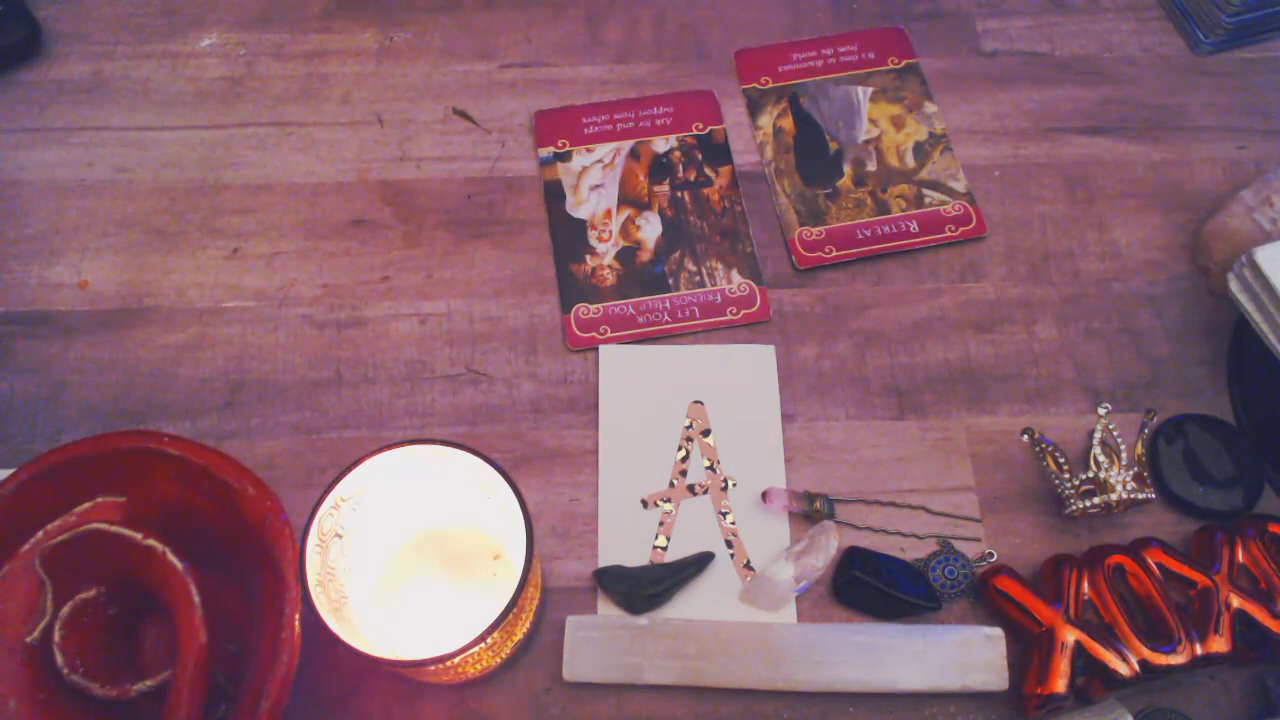 It's time to disconnect
from the world.
RETREAT
Ask for and accept
support from others
LET YOUR
FRIENDS HELP YOU
A
XOXO